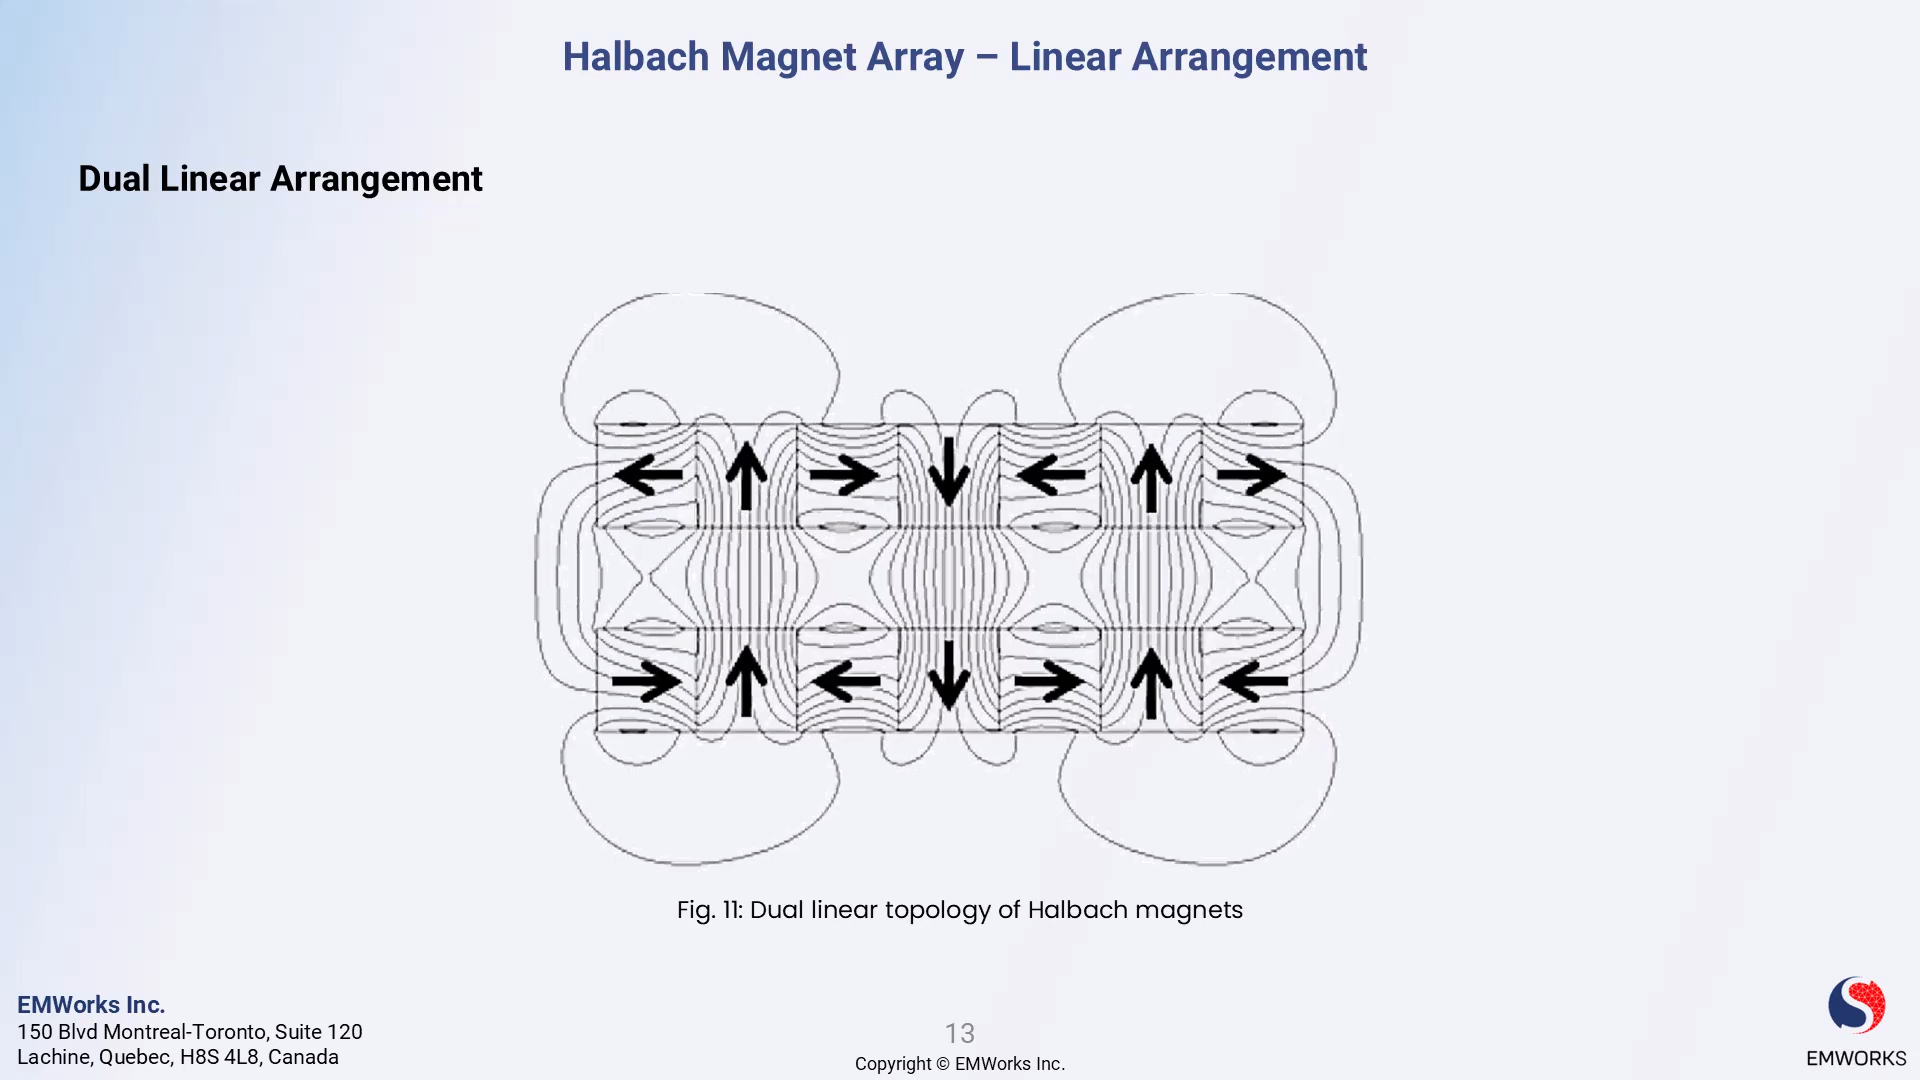 Halbach Magnet Array – Linear Arrangement
Dual Linear Arrangement
Fig. 11: Dual linear topology of Halbach magnets
EMWorks Inc.
150 Blvd Montreal-Toronto, Suite 120
Lachine, Quebec, H8S 4L8, Canada
13
Copyright © EMWorks Inc.
EMWORKS